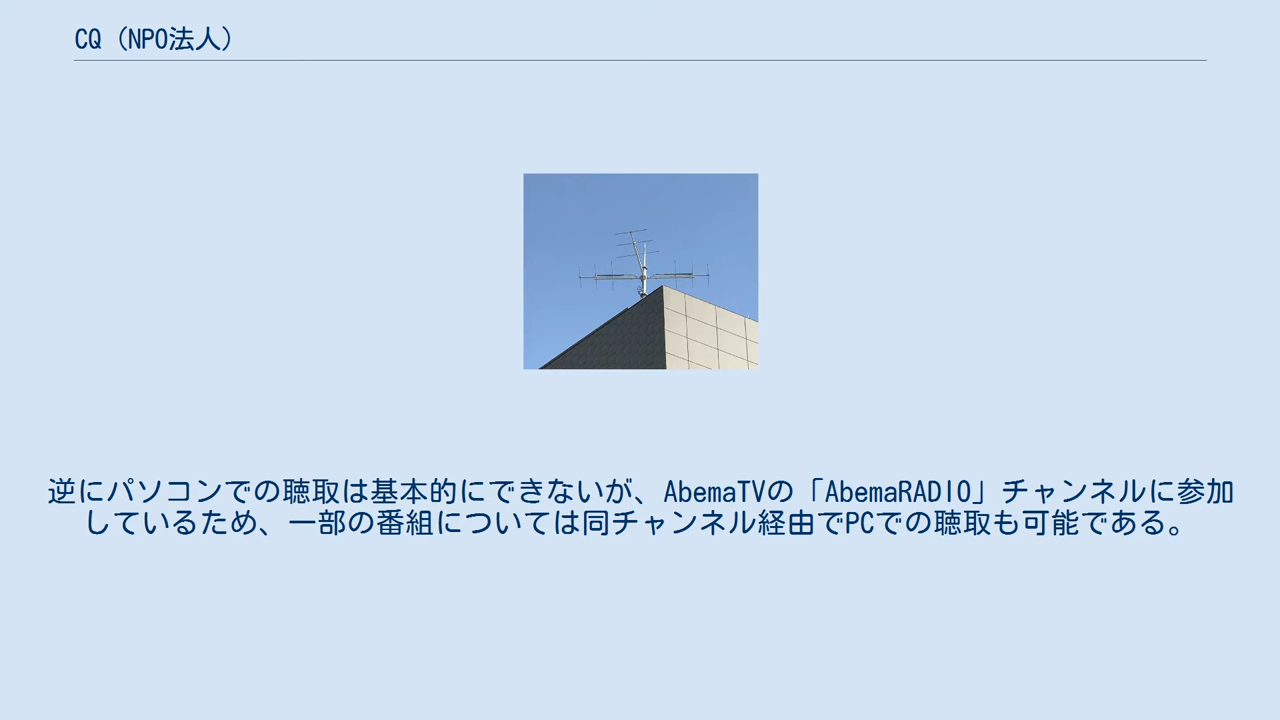 CQ（NPO法人）
逆にパソコンでの聴取は基本的にできないが、AbemaTVの「AbemaRADIO」チャンネルに参加
しているため、一部の番組については同チャンネル経由でPCでの聴取も可能である。